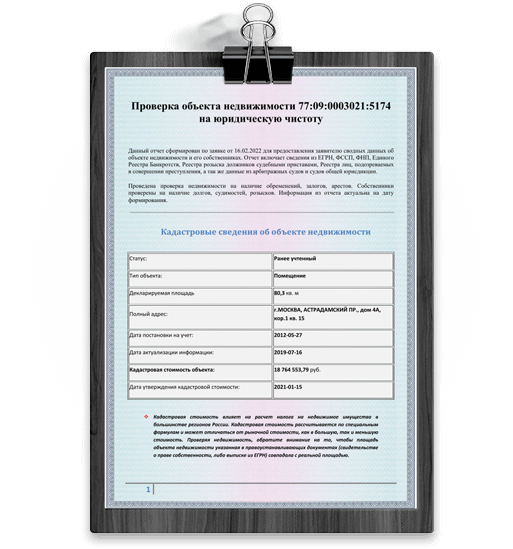 Проверка объекта недвижимости 77:09:0003021:5174
на юридическую чистоту
Данный отчет сформирован по заявке от 16.02.2022 для предоставления заявителю сводных данных об
объекте недвижимости и его собственниках. Отчет включает сведения из ЕГРН, ФССП, ФНП, Единого
Реестра Банкротств, Реестра розыска должников судебными приставами, Реестра лиц, подозреваемых
в совершении преступления, а так же данные из арбитражных судов и судов общей юрисдикции.
Проведена проверка недвижимости на наличие обременений, залогов, арестов. Собственники
проверены на наличие долгов, судимостей, розысков. Информация из отчета актуальна на дату
формирования.
Кадастровые сведения об объекте недвижимости
Статус: Ранее учтенный
Тип объекта: Помещение
Декларируемая площадь 80,3 кв. м
Полный адрес: г.МОСКВА, АСТРАДАМСКИЙ ПР., дом 4А,
кор.1 кв. 15
Дата постановки на учет: 2012-05-27
Дата актуализации информации: 2019-07-16
Кадастровая стоимость объекта: 18 764 553,79 руб.
Дата утверждения кадастровой стоимости: 2021-01-15
Кадастровая стоимость влияет на расчет налога на недвижимое имущество в
большинстве регионов России. Кадастровая стоимость рассчитывается по специальным
формулам и может отличаться от рыночной стоимости, как в большую, так и меньшую
стоимость. Проверяя недвижимость, обратите внимание на то, чтобы площадь
объекта недвижимости указанная в правоустанавливающих документах (свидетельстве
о праве собственности, либо выписке из ЕГРН) совпадала с реальной площадью.
1